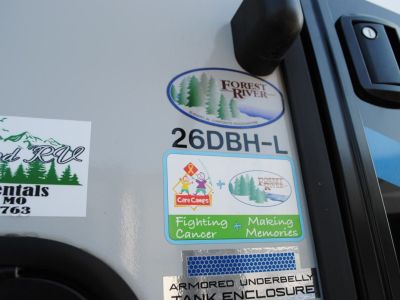 FOREST
RIVER
26DBH-L
RV
entals
MO
763
Care Camps
+
FOREST
RIVER
Fighting
Cancer
+
Making
Memories
ARMORED UNDERBELLY
TANK ENCLOSURE